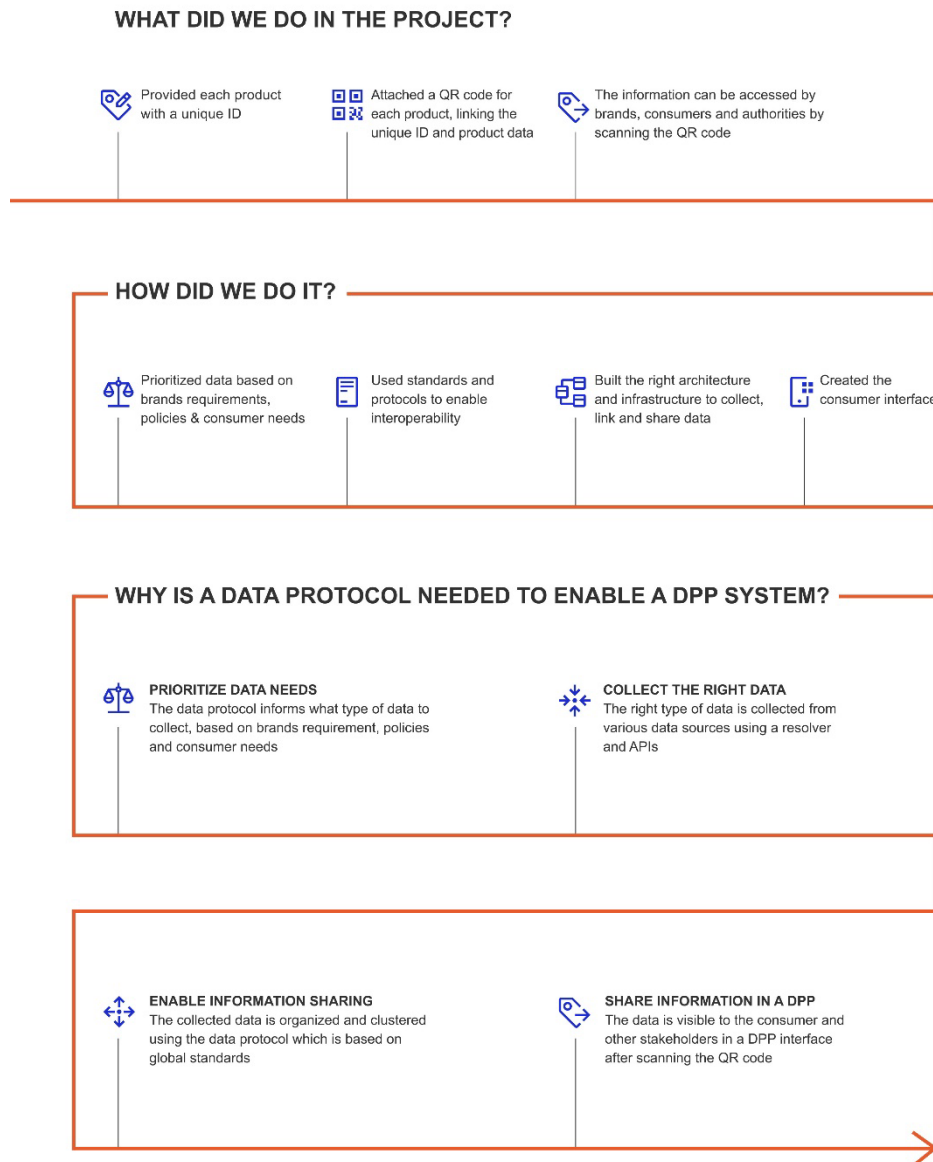 WHAT DID WE DO IN THE PROJECT?
Provided each product
with a unique ID
Attached a QR code for
each product, linking the
unique ID and product data
The information can be accessed by
brands, consumers and authorities by
scanning the QR code
HOW DID WE DO IT?
Prioritized data based on
brands requirements,
policies & consumer needs
Used standards and
protocols to enable
interoperability
Built the right architecture
and infrastructure to collect,
link and share data
Created the
consumer interface
WHY IS A DATA PROTOCOL NEEDED TO ENABLE A DPP SYSTEM?
PRIORITIZE DATA NEEDS
The data protocol informs what type of data to
collect, based on brands requirement, policies
and consumer needs
COLLECT THE RIGHT DATA
The right type of data is collected from
various data sources using a resolver
and APIs
ENABLE INFORMATION SHARING
The collected data is organized and clustered
using the data protocol which is based on
global standards
SHARE INFORMATION IN A DPP
The data is visible to the consumer and
other stakeholders in a DPP interface
after scanning the QR code